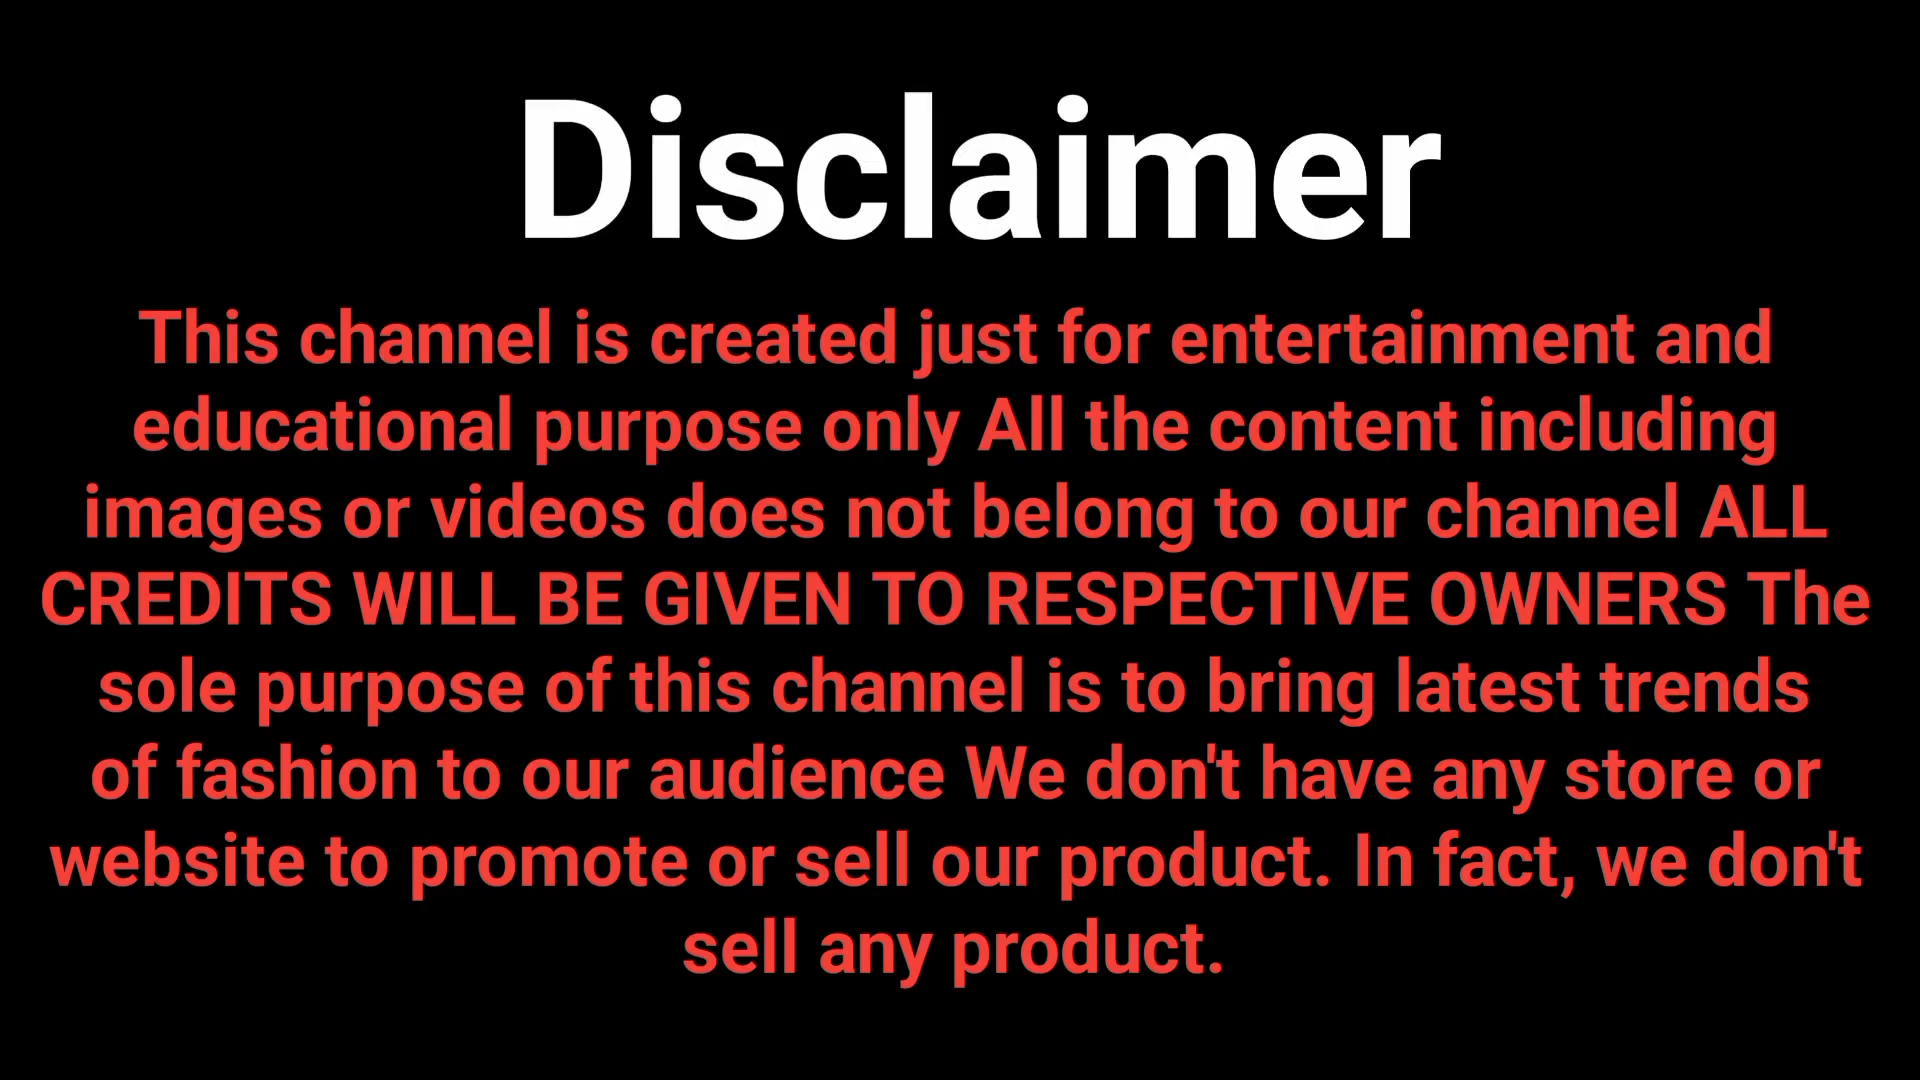 Disclaimer
This channel is created just for entertainment and
educational purpose only All the content including
images or videos does not belong to our channel ALL
CREDITS WILL BE GIVEN TO RESPECTIVE OWNERS The
sole purpose of this channel is to bring latest trends
of fashion to our audience We don't have any store or
website to promote or sell our product. In fact, we don't
sell any product.